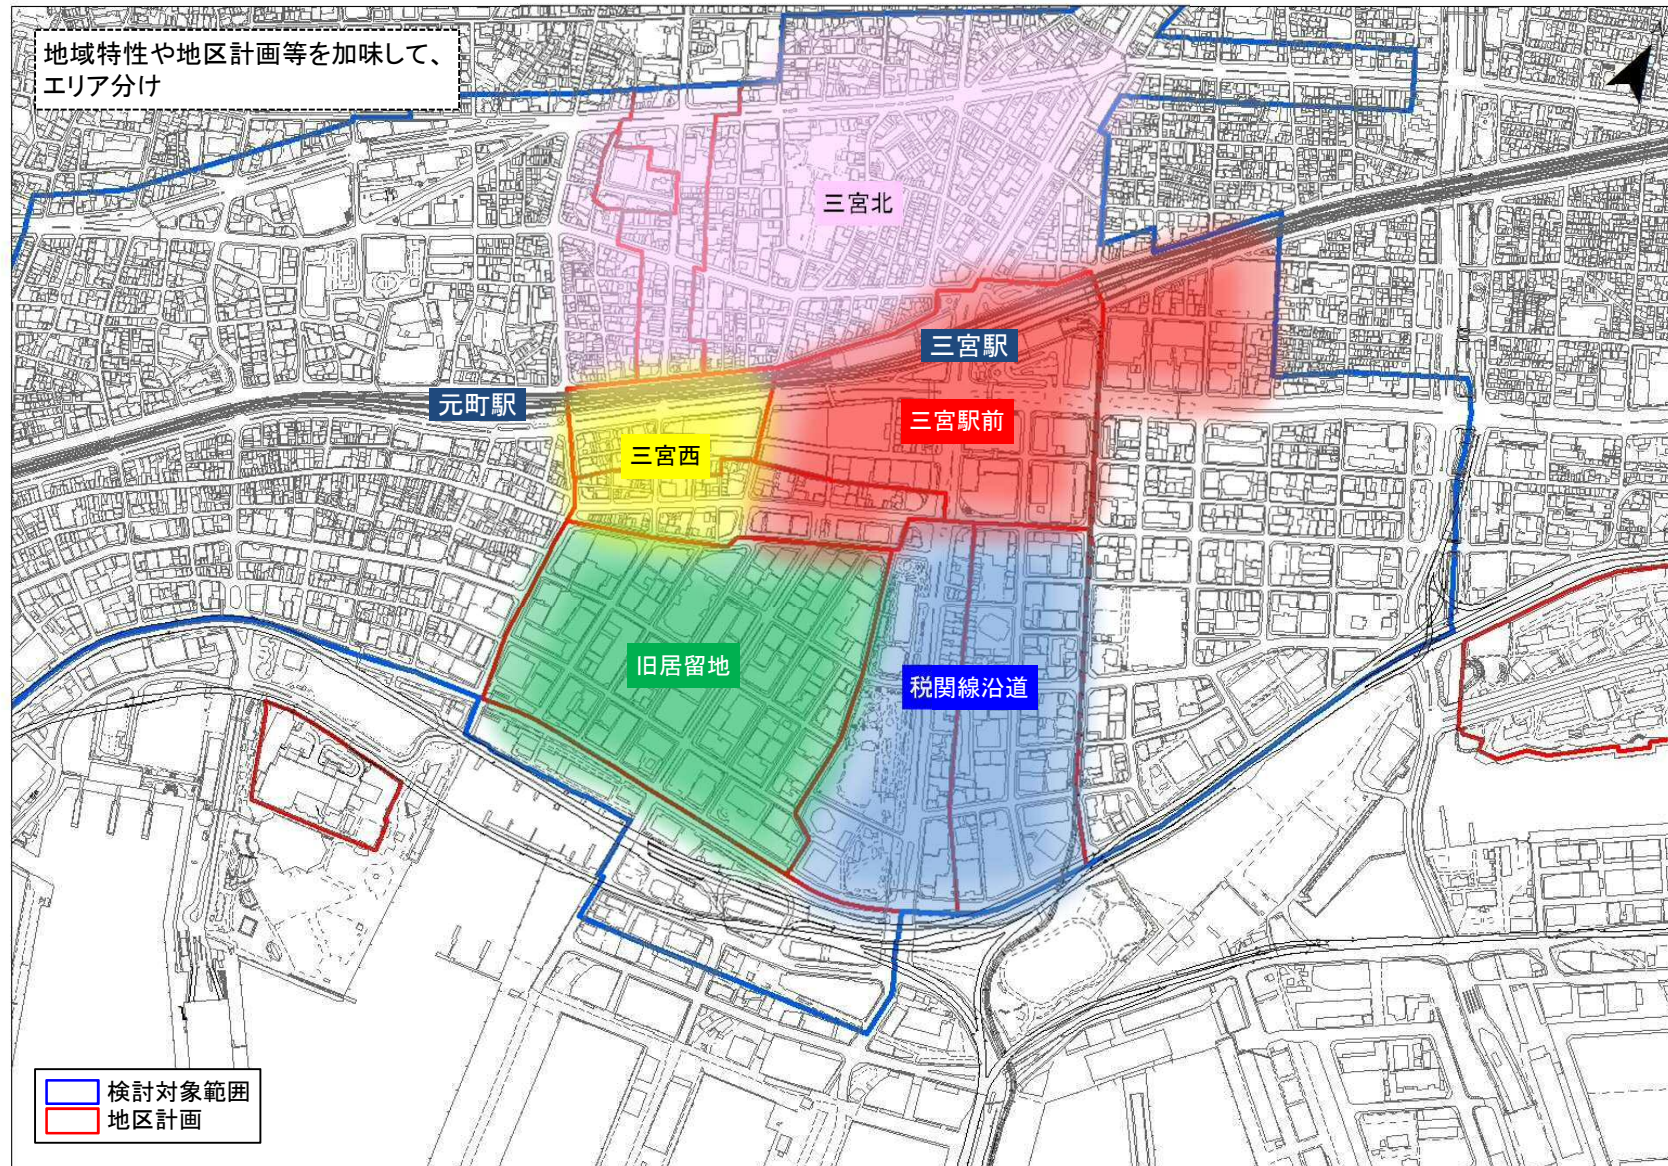 地域特性や地区計画等を加味して、
エリア分け
三宮北
三宮駅
元町駅
三宮駅前
三宮西
旧居留地
税関線沿道
検討対象範囲
地区計画